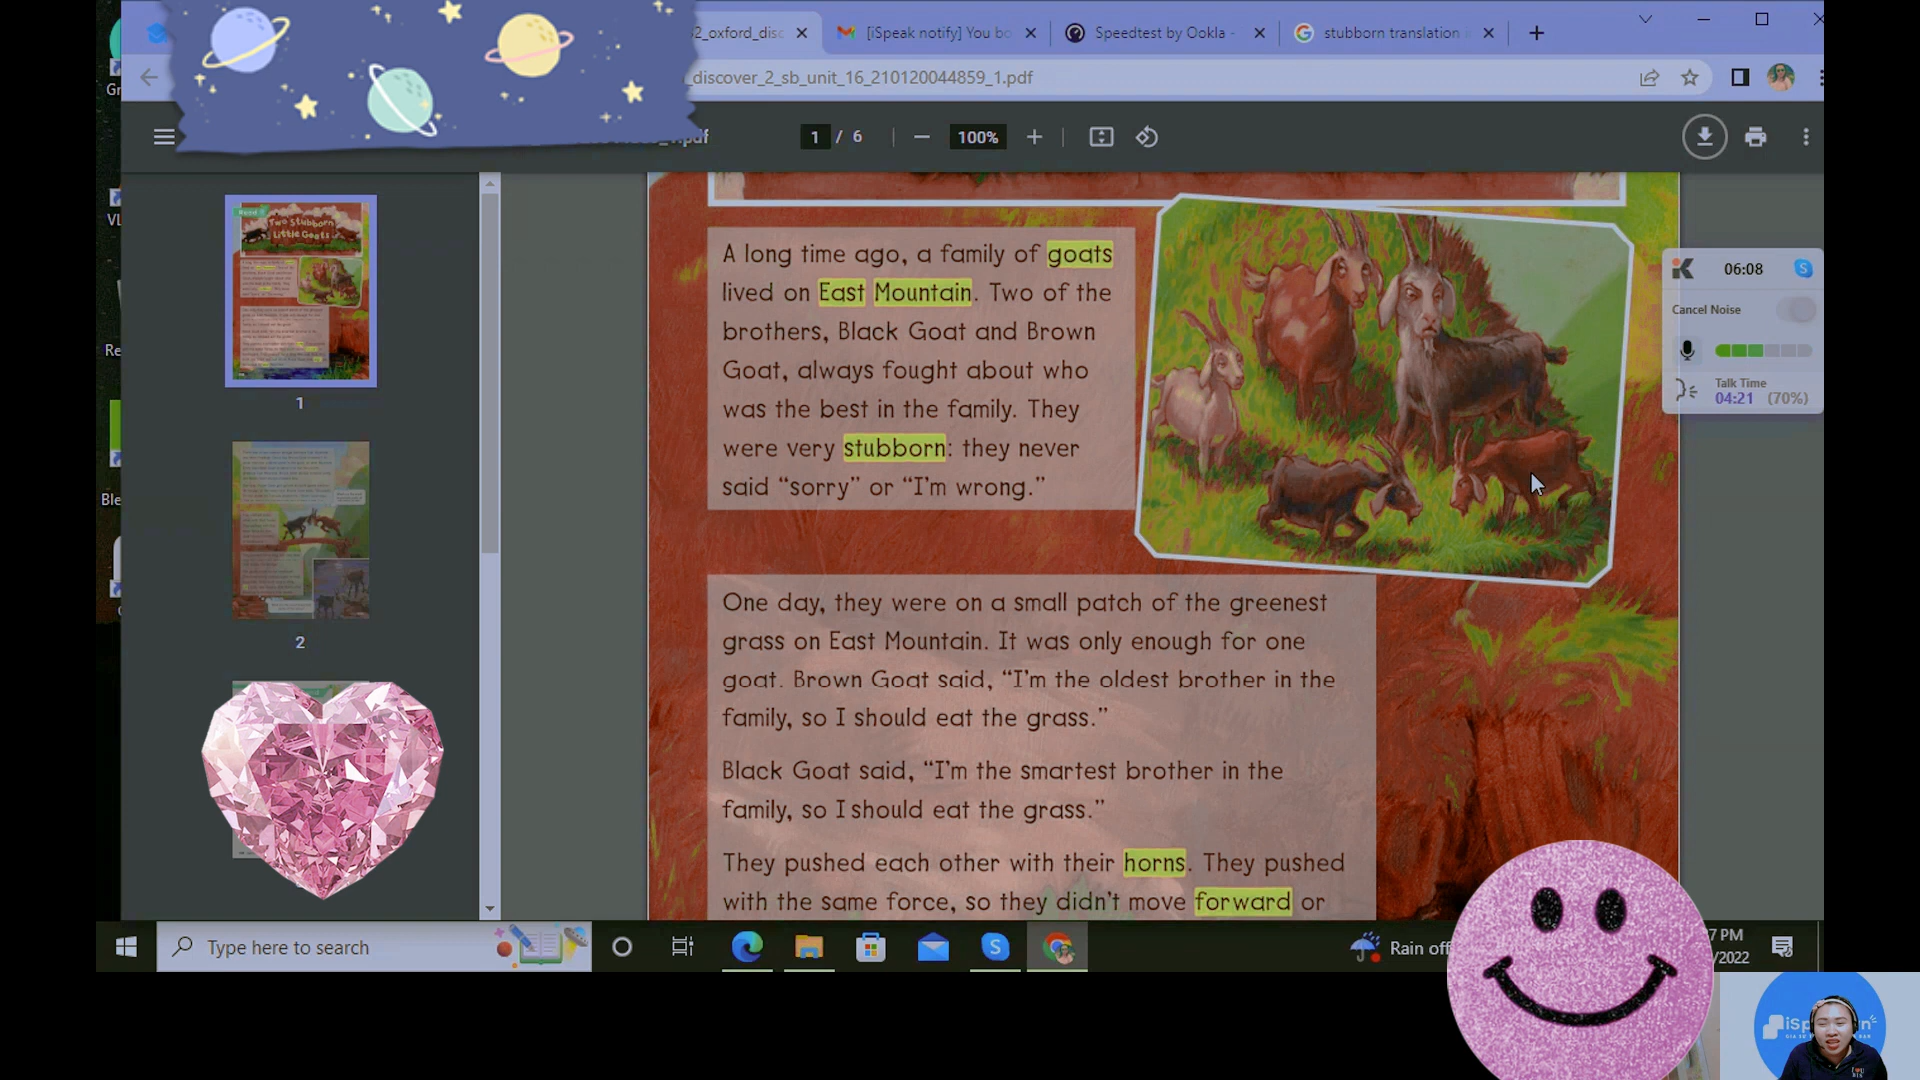 [iSpeak notify] You bo
Speedtest by Ookla -
stubborn translation
_discover_2_sb_unit_16_210120044859_1.pdf
1 / 6
100%
Read
Two Stubborn
Little Goats
1
2
A long time ago, a family of goats
lived on East Mountain. Two of the
brothers, Black Goat and Brown
Goat, always fought about who
was the best in the family. They
were very stubborn: they never
said “sorry” or “I’m wrong.”
One day, they were on a small patch of the greenest
grass on East Mountain. It was only enough for one
goat. Brown Goat said, “I’m the oldest brother in the
family, so I should eat the grass.”
Black Goat said, “I’m the smartest brother in the
family, so I should eat the grass.”
They pushed each other with their horns. They pushed
with the same force, so they didn’t move forward or
06:08
Cancel Noise
Talk Time
04:21 (70%)
Type here to search
Rain off
7 PM
/2022